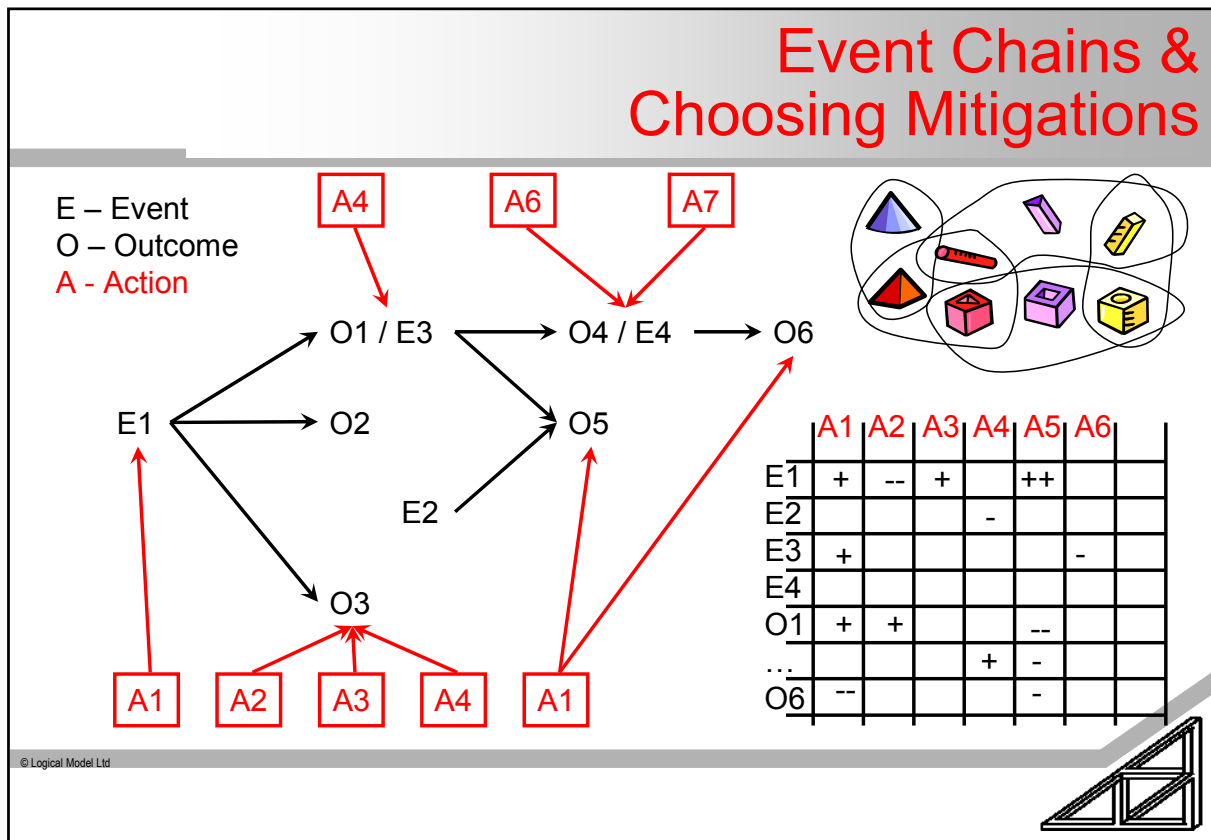 Event Chains &
Choosing Mitigations
E – Event
O – Outcome
A - Action
A4 A6 A7
O1 / E3 O4 / E4 O6
E1 O2 O5
E2
O3
A1 A2 A3 A4 A1
A1 A2 A3 A4 A5 A6
E1 + -- + ++
E2 -
E3 + -
E4
O1 + + --
... + -
O6 -- -
© Logical Model Ltd